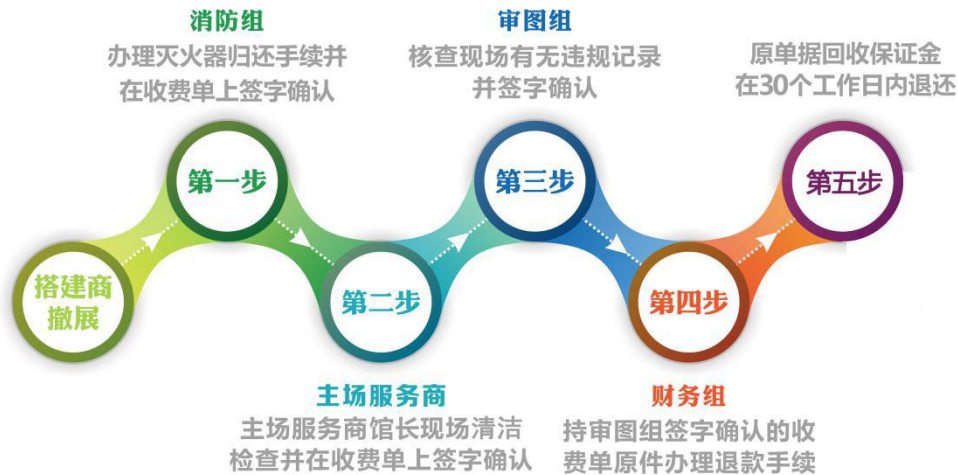 消防组
办理灭火器归还手续并
在收费单上签字确认
审图组
核查现场有无违规记录
并签字确认
原单据回收保证金
在30个工作日内退还
第一步
第三步
第五步
搭建商
撤展
第二步
第四步
主场服务商
主场服务商馆长现场清洁
检查并在收费单上签字确认
财务组
持审图组签字确认的收
费单原件办理退款手续